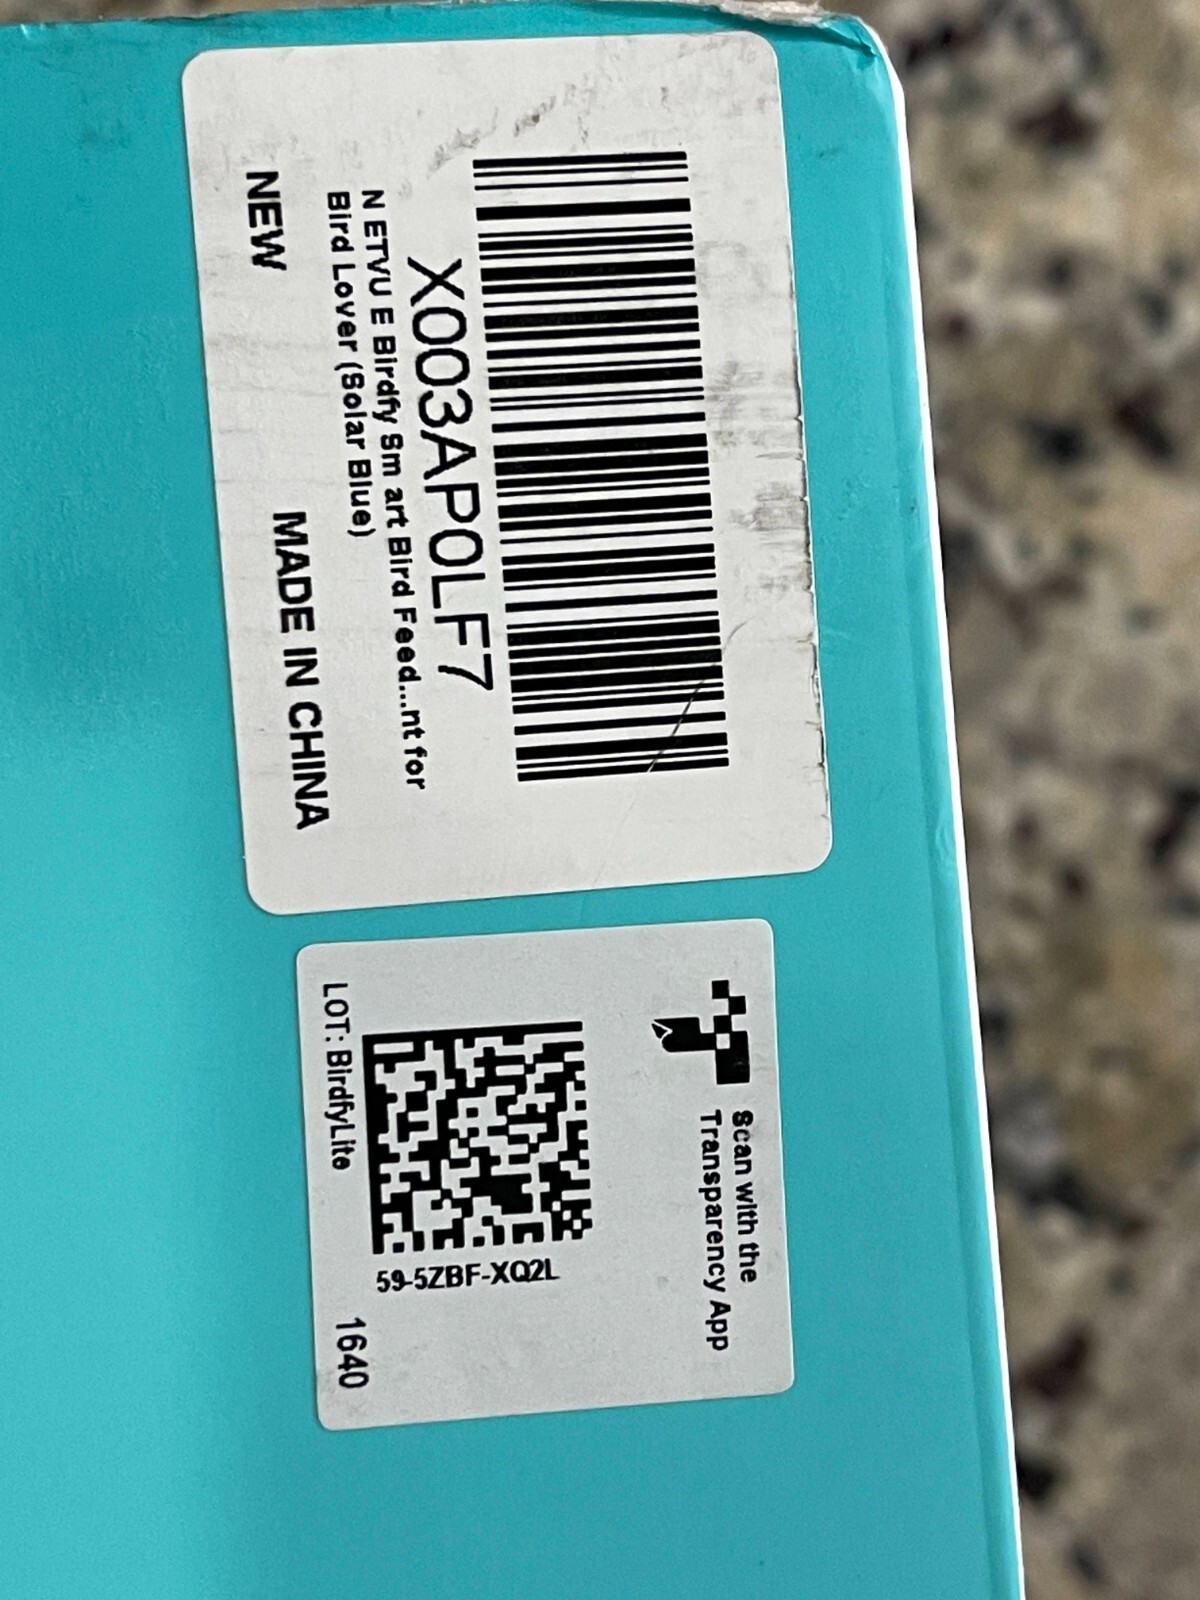 X003AP0LF7
N ETVU E Birdfy Sm art Bird Feed...nt for
Bird Lover (Solar Blue)
NEW
MADE IN CHINA
Scan with the
Transparency App
59-5ZBF-XQ2L
LOT: BirdfyLite
1640